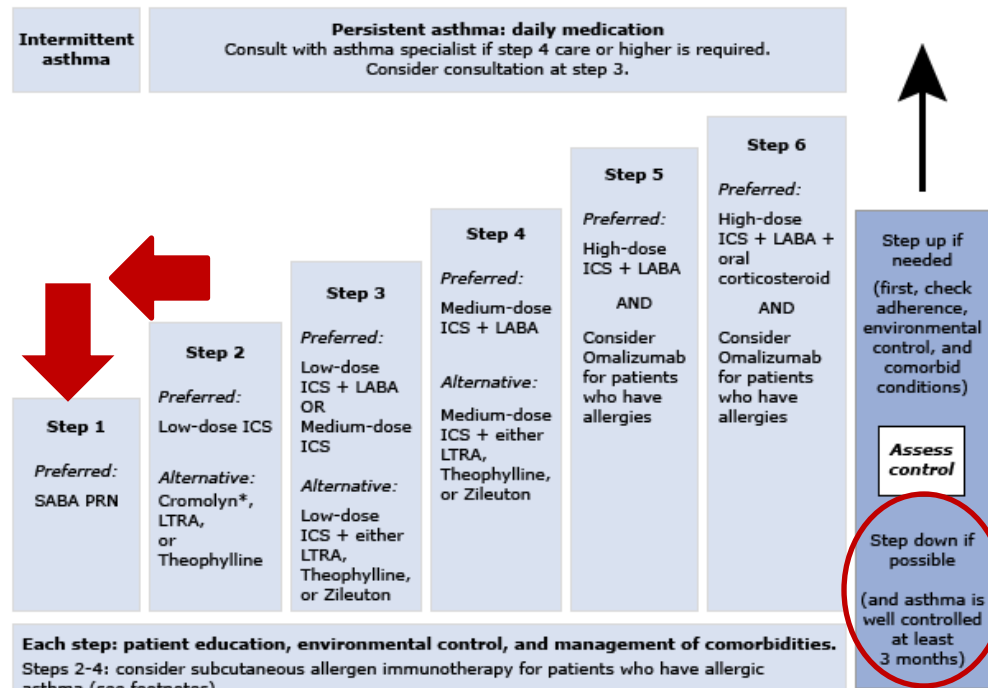 Intermittent
asthma
Persistent asthma: daily medication
Consult with asthma specialist if step 4 care or higher is required.
Consider consultation at step 3.
Step 1
Preferred:
SABA PRN
Step 2
Preferred:
Low-dose ICS
Alternative:
Cromolyn*,
LTRA,
or
Theophylline
Step 3
Preferred:
Low-dose
ICS + LABA
OR
Medium-dose
ICS
Alternative:
Low-dose
ICS + either
LTRA,
Theophylline,
or Zileuton
Step 4
Preferred:
Medium-dose
ICS + LABA
Alternative:
Medium-dose
ICS + either
LTRA,
Theophylline,
or Zileuton
Step 5
Preferred:
High-dose
ICS + LABA
AND
Consider
Omalizumab
for patients
who have
allergies
Step 6
Preferred:
High-dose
ICS + LABA +
oral
corticosteroid
AND
Consider
Omalizumab
for patients
who have
allergies
Step up if
needed
(first, check
adherence,
environmental
control, and
comorbid
conditions)
Assess
control
Step down if
possible
(and asthma is
well controlled
at least
3 months)
Each step: patient education, environmental control, and management of comorbidities.
Steps 2-4: consider subcutaneous allergen immunotherapy for patients who have allergic
asthma (see footnotes)